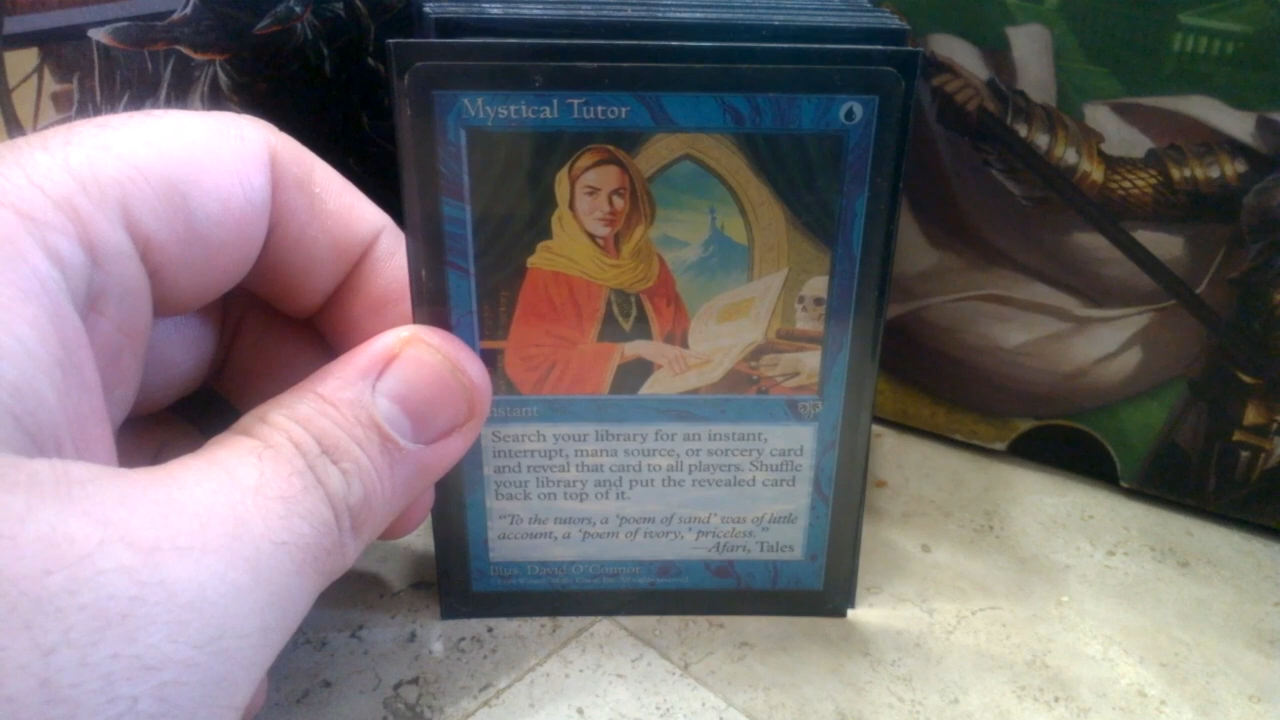 Mystical Tutor
Instant
Search your library for an instant,
interrupt, mana source, or sorcery card
and reveal that card to all players. Shuffle
your library and put the revealed card
back on top of it.
"To the tutors, a 'poem of sand' was of little
account, a 'poem of ivory,' priceless."
—Afari, Tales
Illus. David O'Connor